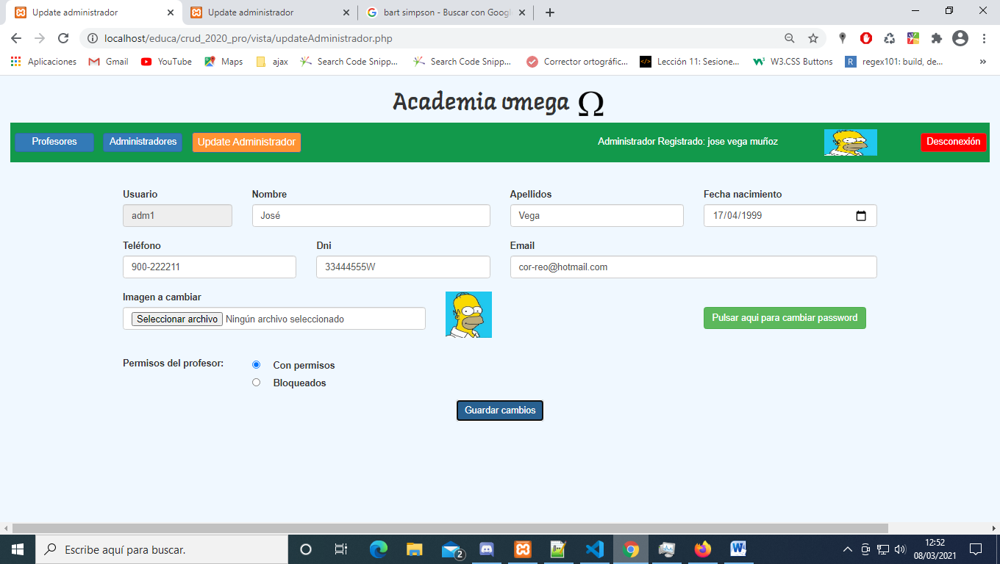 Update administrador
Update administrador
bart simpson - Buscar con Googl
localhost/educa/crud_2020_pro/vista/updateAdministrador.php
Aplicaciones
Gmail
YouTube
Maps
ajax
Search Code Snipp...
Search Code Snipp...
Corrector ortográfic...
Lección 11: Sesione...
W3.CSS Buttons
R
regex101: build, de...
»
Academia omega Ω
Profesores
Administradores
Update Administrador
Administrador Registrado: jose vega muñoz
Desconexión
Usuario
Nombre
Apellidos
Fecha nacimiento
adm1
José
Vega
17/04/1999
Teléfono
Dni
Email
900-222211
33444555W
cor-reo@hotmail.com
Imagen a cambiar
Seleccionar archivo Ningún archivo seleccionado
Pulsar aqui para cambiar password
Permisos del profesor:
Con permisos
Bloqueados
Guardar cambios
Escribe aquí para buscar.
2
12:52
08/03/2021